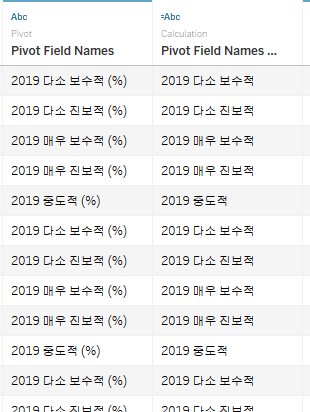 Abc =Abc
Pivot Calculation
Pivot Field Names Pivot Field Names ...
2019 다소 보수적 (%) 2019 다소 보수적
2019 다소 진보적 (%) 2019 다소 진보적
2019 매우 보수적 (%) 2019 매우 보수적
2019 매우 진보적 (%) 2019 매우 진보적
2019 중도적 (%) 2019 중도적
2019 다소 보수적 (%) 2019 다소 보수적
2019 다소 진보적 (%) 2019 다소 진보적
2019 매우 보수적 (%) 2019 매우 보수적
2019 매우 진보적 (%) 2019 매우 진보적
2019 중도적 (%) 2019 중도적
2019 다소 보수적 (%) 2019 다소 보수적
2019 다소 진보적 (%) 2019 다소 진보적